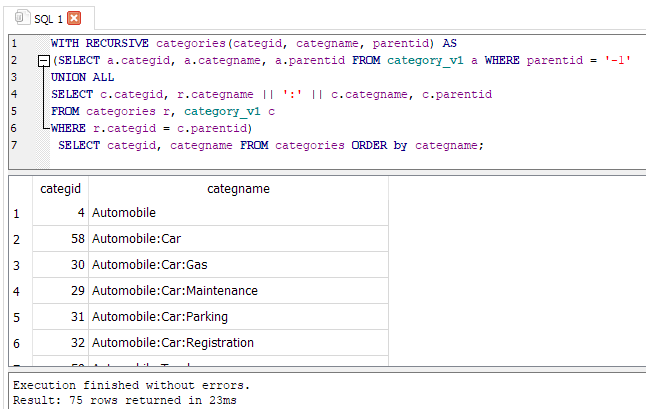 SQL 1
1 WITH RECURSIVE categories(categid, categname, parentid) AS
2 (SELECT a.categid, a.categname, a.parentid FROM category_v1 a WHERE parentid = '-1'
3 UNION ALL
4 SELECT c.categid, r.categname || ':' || c.categname, c.parentid
5 FROM categories r, category_v1 c
6 WHERE r.categid = c.parentid)
7 SELECT categid, categname FROM categories ORDER by categname;
categid categname
1 4 Automobile
2 58 Automobile:Car
3 30 Automobile:Car:Gas
4 29 Automobile:Car:Maintenance
5 31 Automobile:Car:Parking
6 32 Automobile:Car:Registration
Execution finished without errors.
Result: 75 rows returned in 23ms